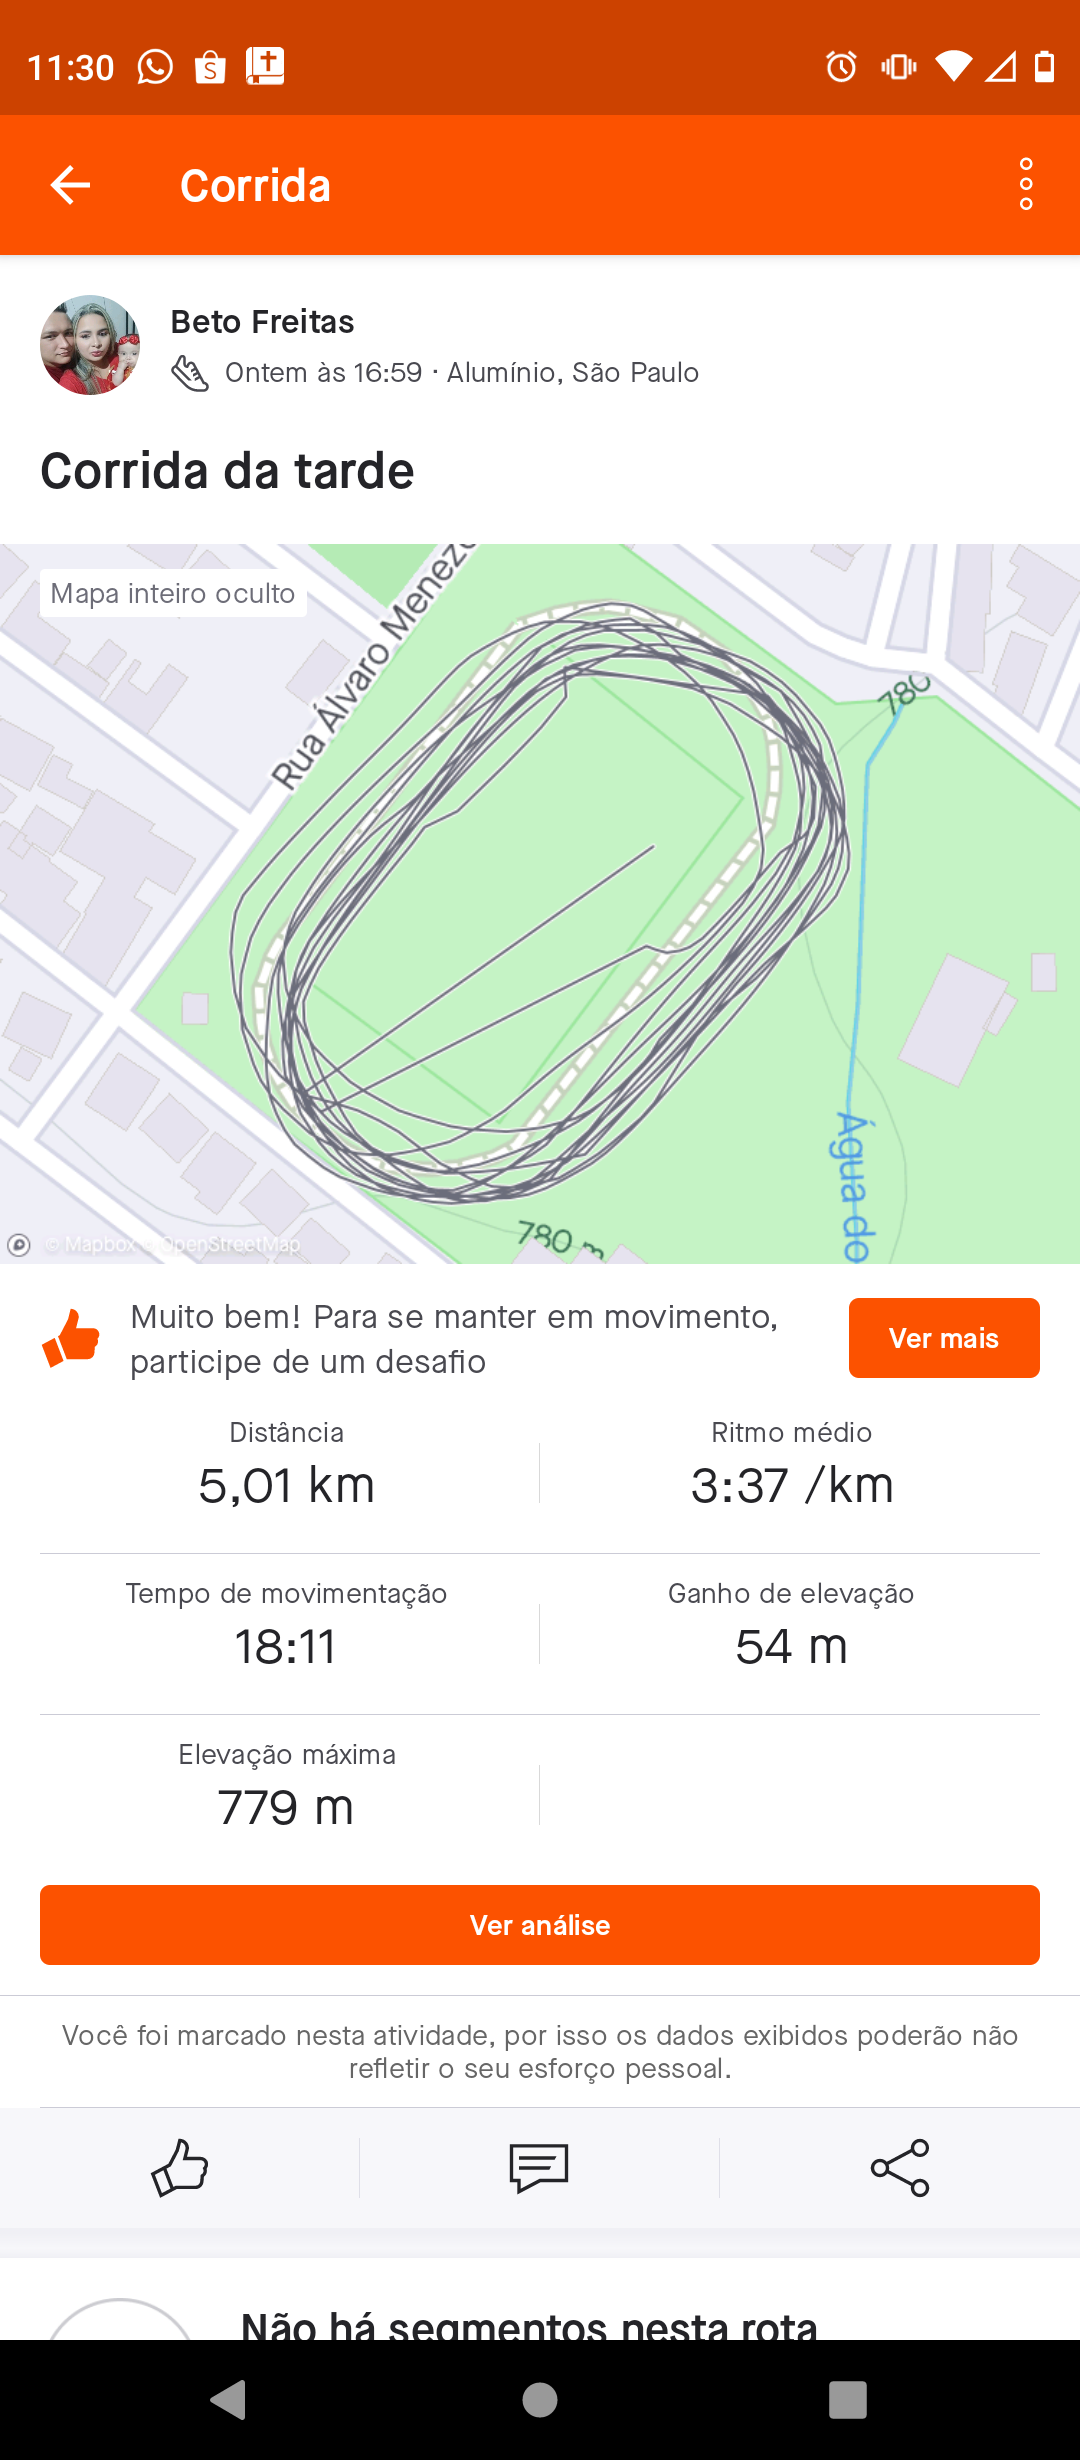 11:30
Corrida
Beto Freitas
Ontem às 16:59 · Alumínio, São Paulo
Corrida da tarde
Mapa inteiro oculto
Rua Álvaro Meneze
780
Água do
780 m
© Mapbox © OpenStreetMap
Muito bem! Para se manter em movimento,
participe de um desafio
Ver mais
Distância
5,01 km
Ritmo médio
3:37 /km
Tempo de movimentação
18:11
Ganho de elevação
54 m
Elevação máxima
779 m
Ver análise
Você foi marcado nesta atividade, por isso os dados exibidos poderão não
refletir o seu esforço pessoal.
Não há segmentos nesta rota